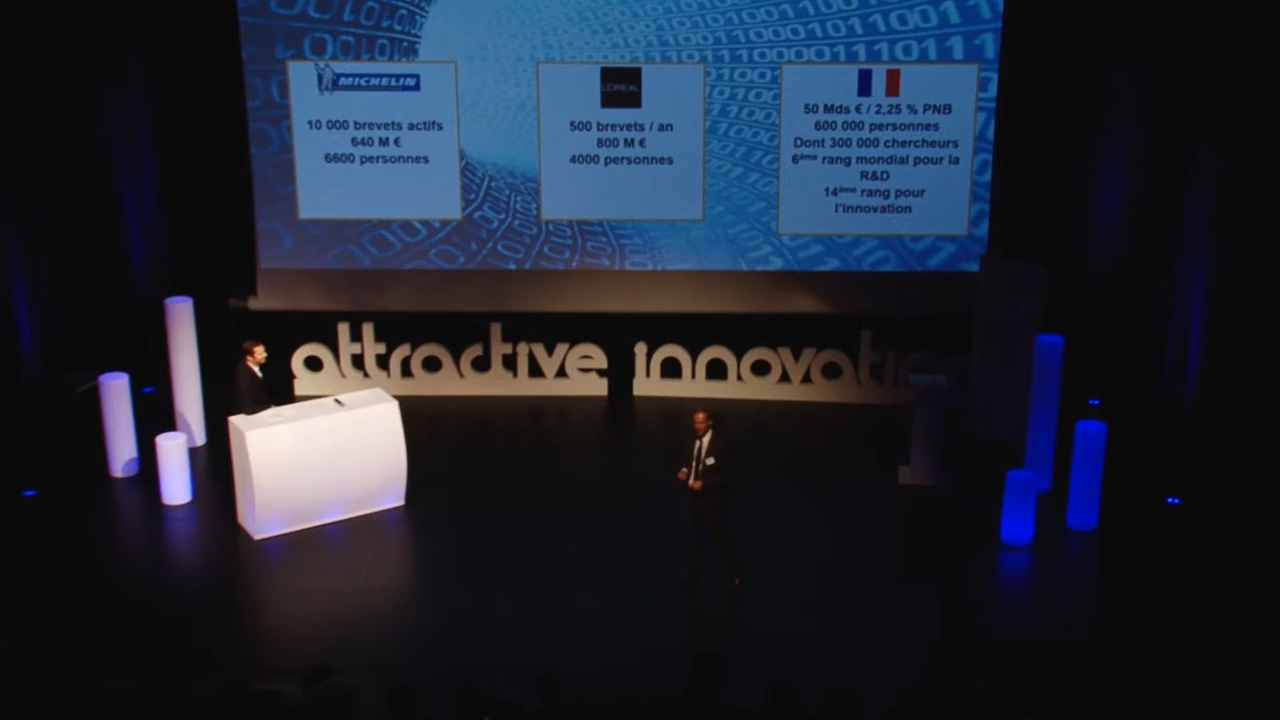 MICHELIN
10 000 brevets actifs
640 M €
6600 personnes
L'ORÉAL
500 brevets / an
800 M €
4000 personnes
50 Mds € / 2,25 % PNB
600 000 personnes
Dont 300 000 chercheurs
6ème rang mondial pour la
R&D
14ème rang pour
l'innovation
attractive innovati